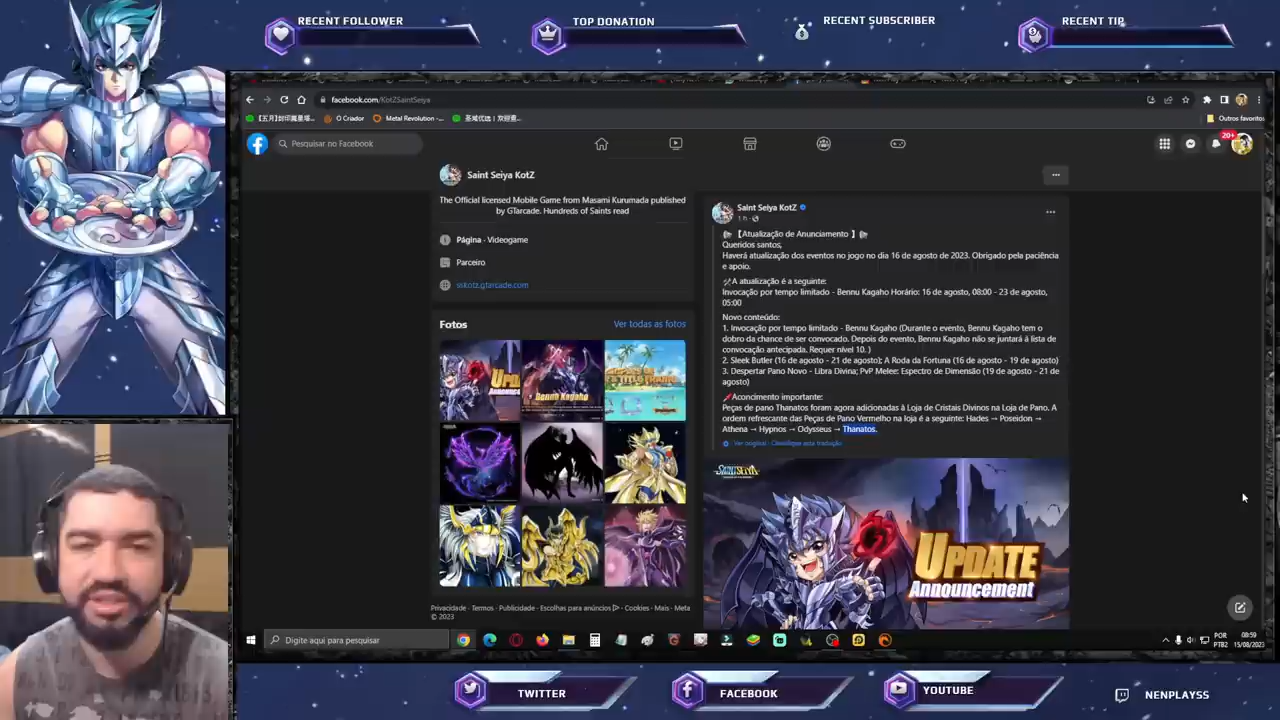 RECENT FOLLOWER
TOP DONATION
RECENT SUBSCRIBER
RECENT TIP
facebook.com/KotZSaintSeiya
O Criador
Metal Revolution -...
Outros favoritos
Pesquisar no Facebook
20+
Saint Seiya KotZ
The Official licensed Mobile Game from Masami Kurumada published
by GTarcade. Hundreds of Saints read
Página · Videogame
Parceiro
sskotz.gtarcade.com
Fotos
Ver todas as fotos
Privacidade · Termos · Publicidade · Escolhas para anúncios · Cookies · Mais · Meta
© 2023
Saint Seiya KotZ
1 h ·
【Atualização de Anunciamento 】
Queridos santos,
Haverá atualização dos eventos no jogo no dia 16 de agosto de 2023. Obrigado pela paciência
e apoio.
A atualização é a seguinte:
Invocação por tempo limitado - Bennu Kagaho Horário: 16 de agosto, 08:00 - 23 de agosto,
05:00
Novo conteúdo:
1. Invocação por tempo limitado - Bennu Kagaho (Durante o evento, Bennu Kagaho tem o
dobro da chance de ser convocado. Depois do evento, Bennu Kagaho não se juntará à lista de
convocação antecipada. Requer nível 10. )
2. Sleek Butler (16 de agosto - 21 de agosto); A Roda da Fortuna (16 de agosto - 19 de agosto)
3. Despertar Pano Novo - Libra Divina; PvP Melee: Espectro de Dimensão (19 de agosto - 21 de
agosto)
Aconcimento importante:
Peças de pano Thanatos foram agora adicionadas à Loja de Cristais Divinos na Loja de Pano. A
ordem refrescante das Peças de Pano Vermelho na loja é a seguinte: Hades → Poseidon →
Athena → Hypnos → Odysseus → Thanatos.
Ver original · Classifique esta tradução
SAINT SEIYA
UPDATE
Announcement
Digite aqui para pesquisar
POR
PTB2
08:59
15/08/2023
TWITTER
FACEBOOK
YOUTUBE
NENPLAYSS